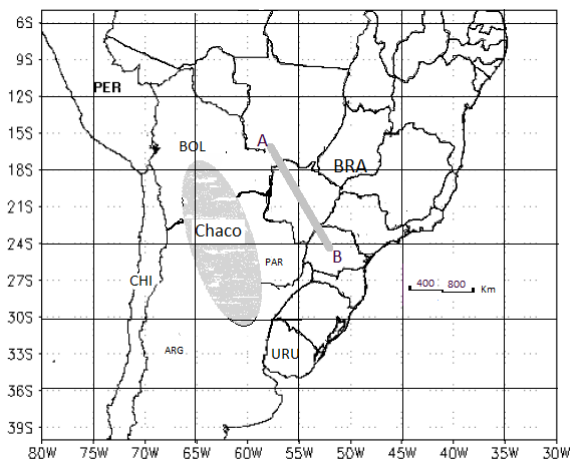 6S
9S
12S
15S
18S
21S
24S
27S
30S
33S
36S
39S
PER
BOL
A
BRA
Chaco
B
PAR
CHI
400 800
Km
ARG
URU
80W 75W 70W 65W 60W 55W 50W 45W 40W 35W 30W